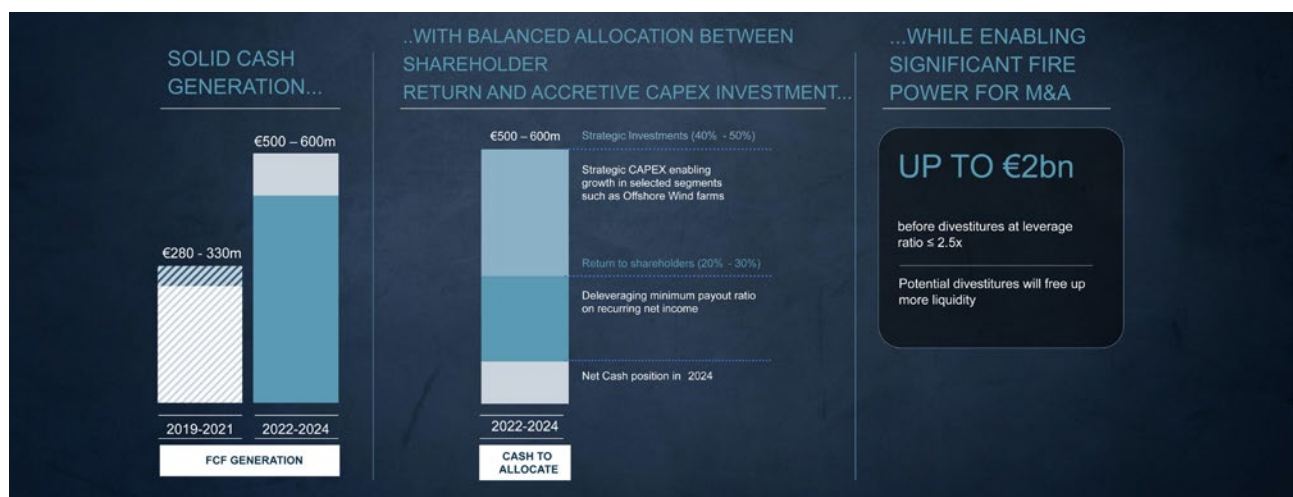 SOLID CASH
GENERATION...
€280 - 330m
€500 – 600m
2019-2021
2022-2024
FCF GENERATION
..WITH BALANCED ALLOCATION BETWEEN
SHAREHOLDER
RETURN AND ACCRETIVE CAPEX INVESTMENT...
€500 – 600m
Strategic Investments (40% - 50%)
Strategic CAPEX enabling
growth in selected segments
such as Offshore Wind farms
Return to shareholders (20% - 30%)
Deleveraging minimum payout ratio
on recurring net income
Net Cash position in 2024
2022-2024
CASH TO
ALLOCATE
...WHILE ENABLING
SIGNIFICANT FIRE
POWER FOR M&A
UP TO €2bn
before divestitures at leverage
ratio ≤ 2.5x
Potential divestitures will free up
more liquidity